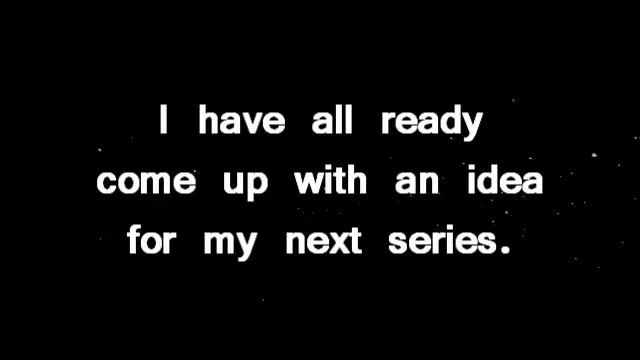 I have all ready
come up with an idea
for my next series.